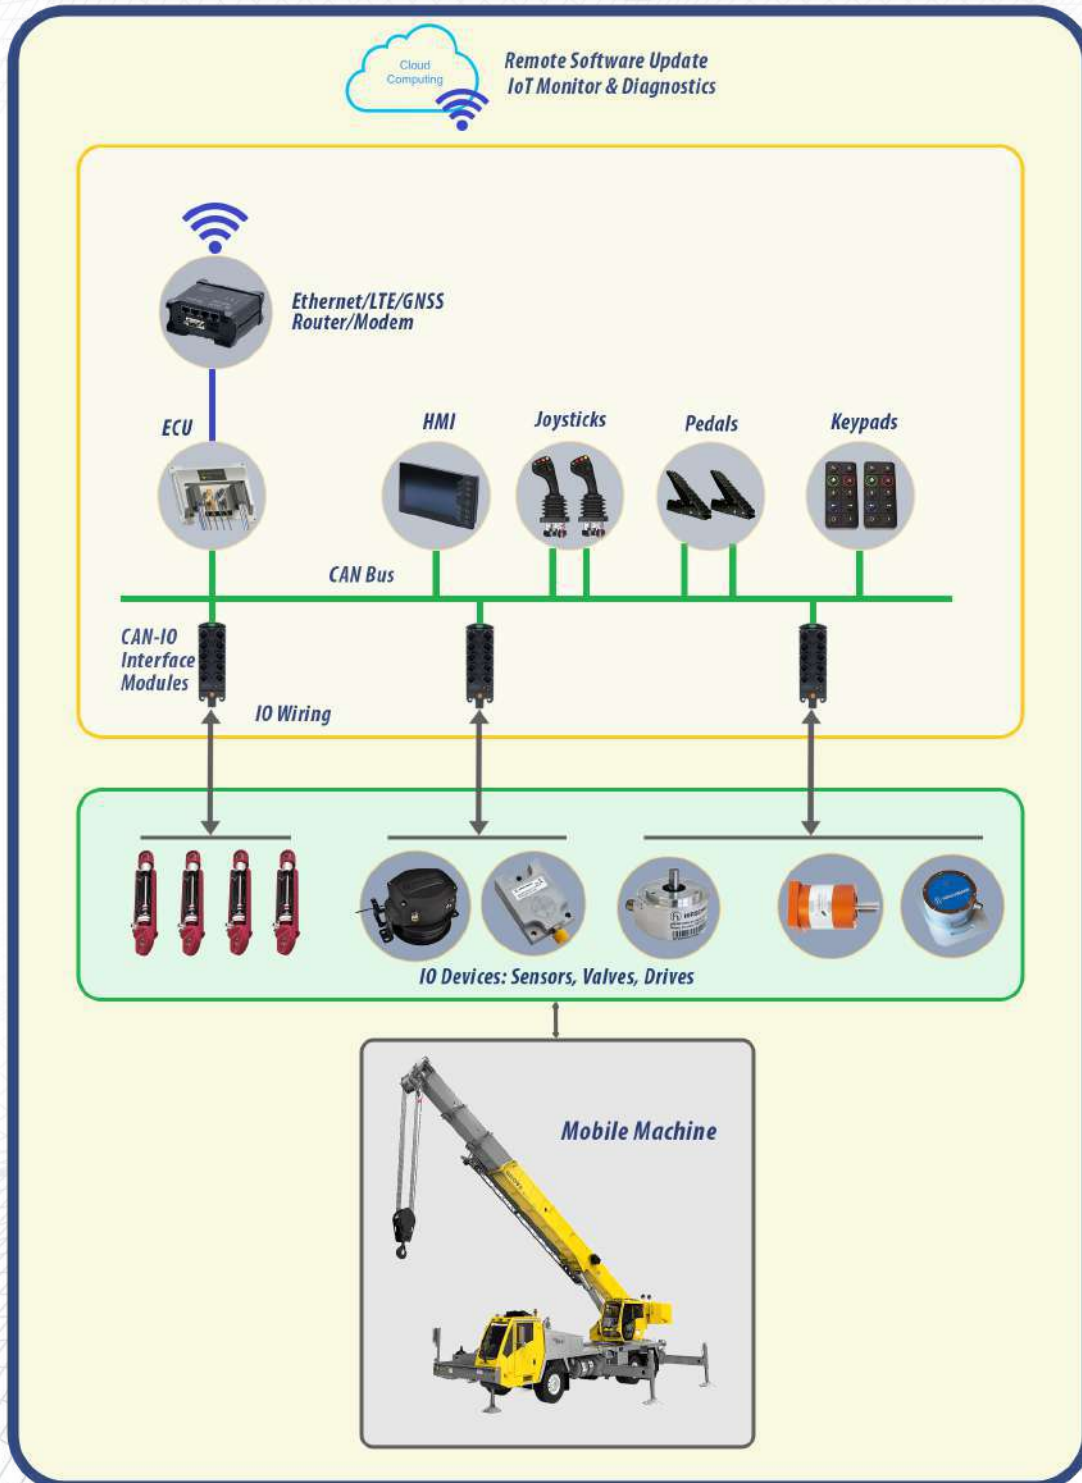 Cloud
Computing
Remote Software Update
IoT Monitor & Diagnostics
Ethernet/LTE/GNSS
Router/Modem
ECU
HMI
Joysticks
Pedals
Keypads
CAN Bus
CAN-IO
Interface
Modules
IO Wiring
IO Devices: Sensors, Valves, Drives
Mobile Machine